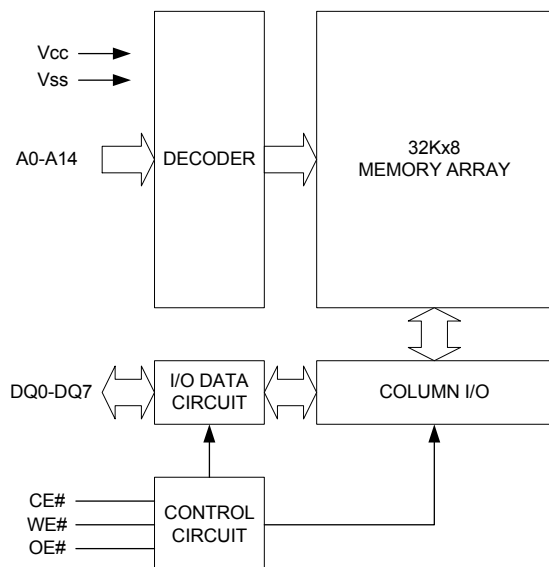 Vcc
Vss
A0-A14
DECODER
32Kx8
MEMORY ARRAY
DQ0-DQ7
I/O DATA
CIRCUIT
COLUMN I/O
CE#
WE#
OE#
CONTROL
CIRCUIT